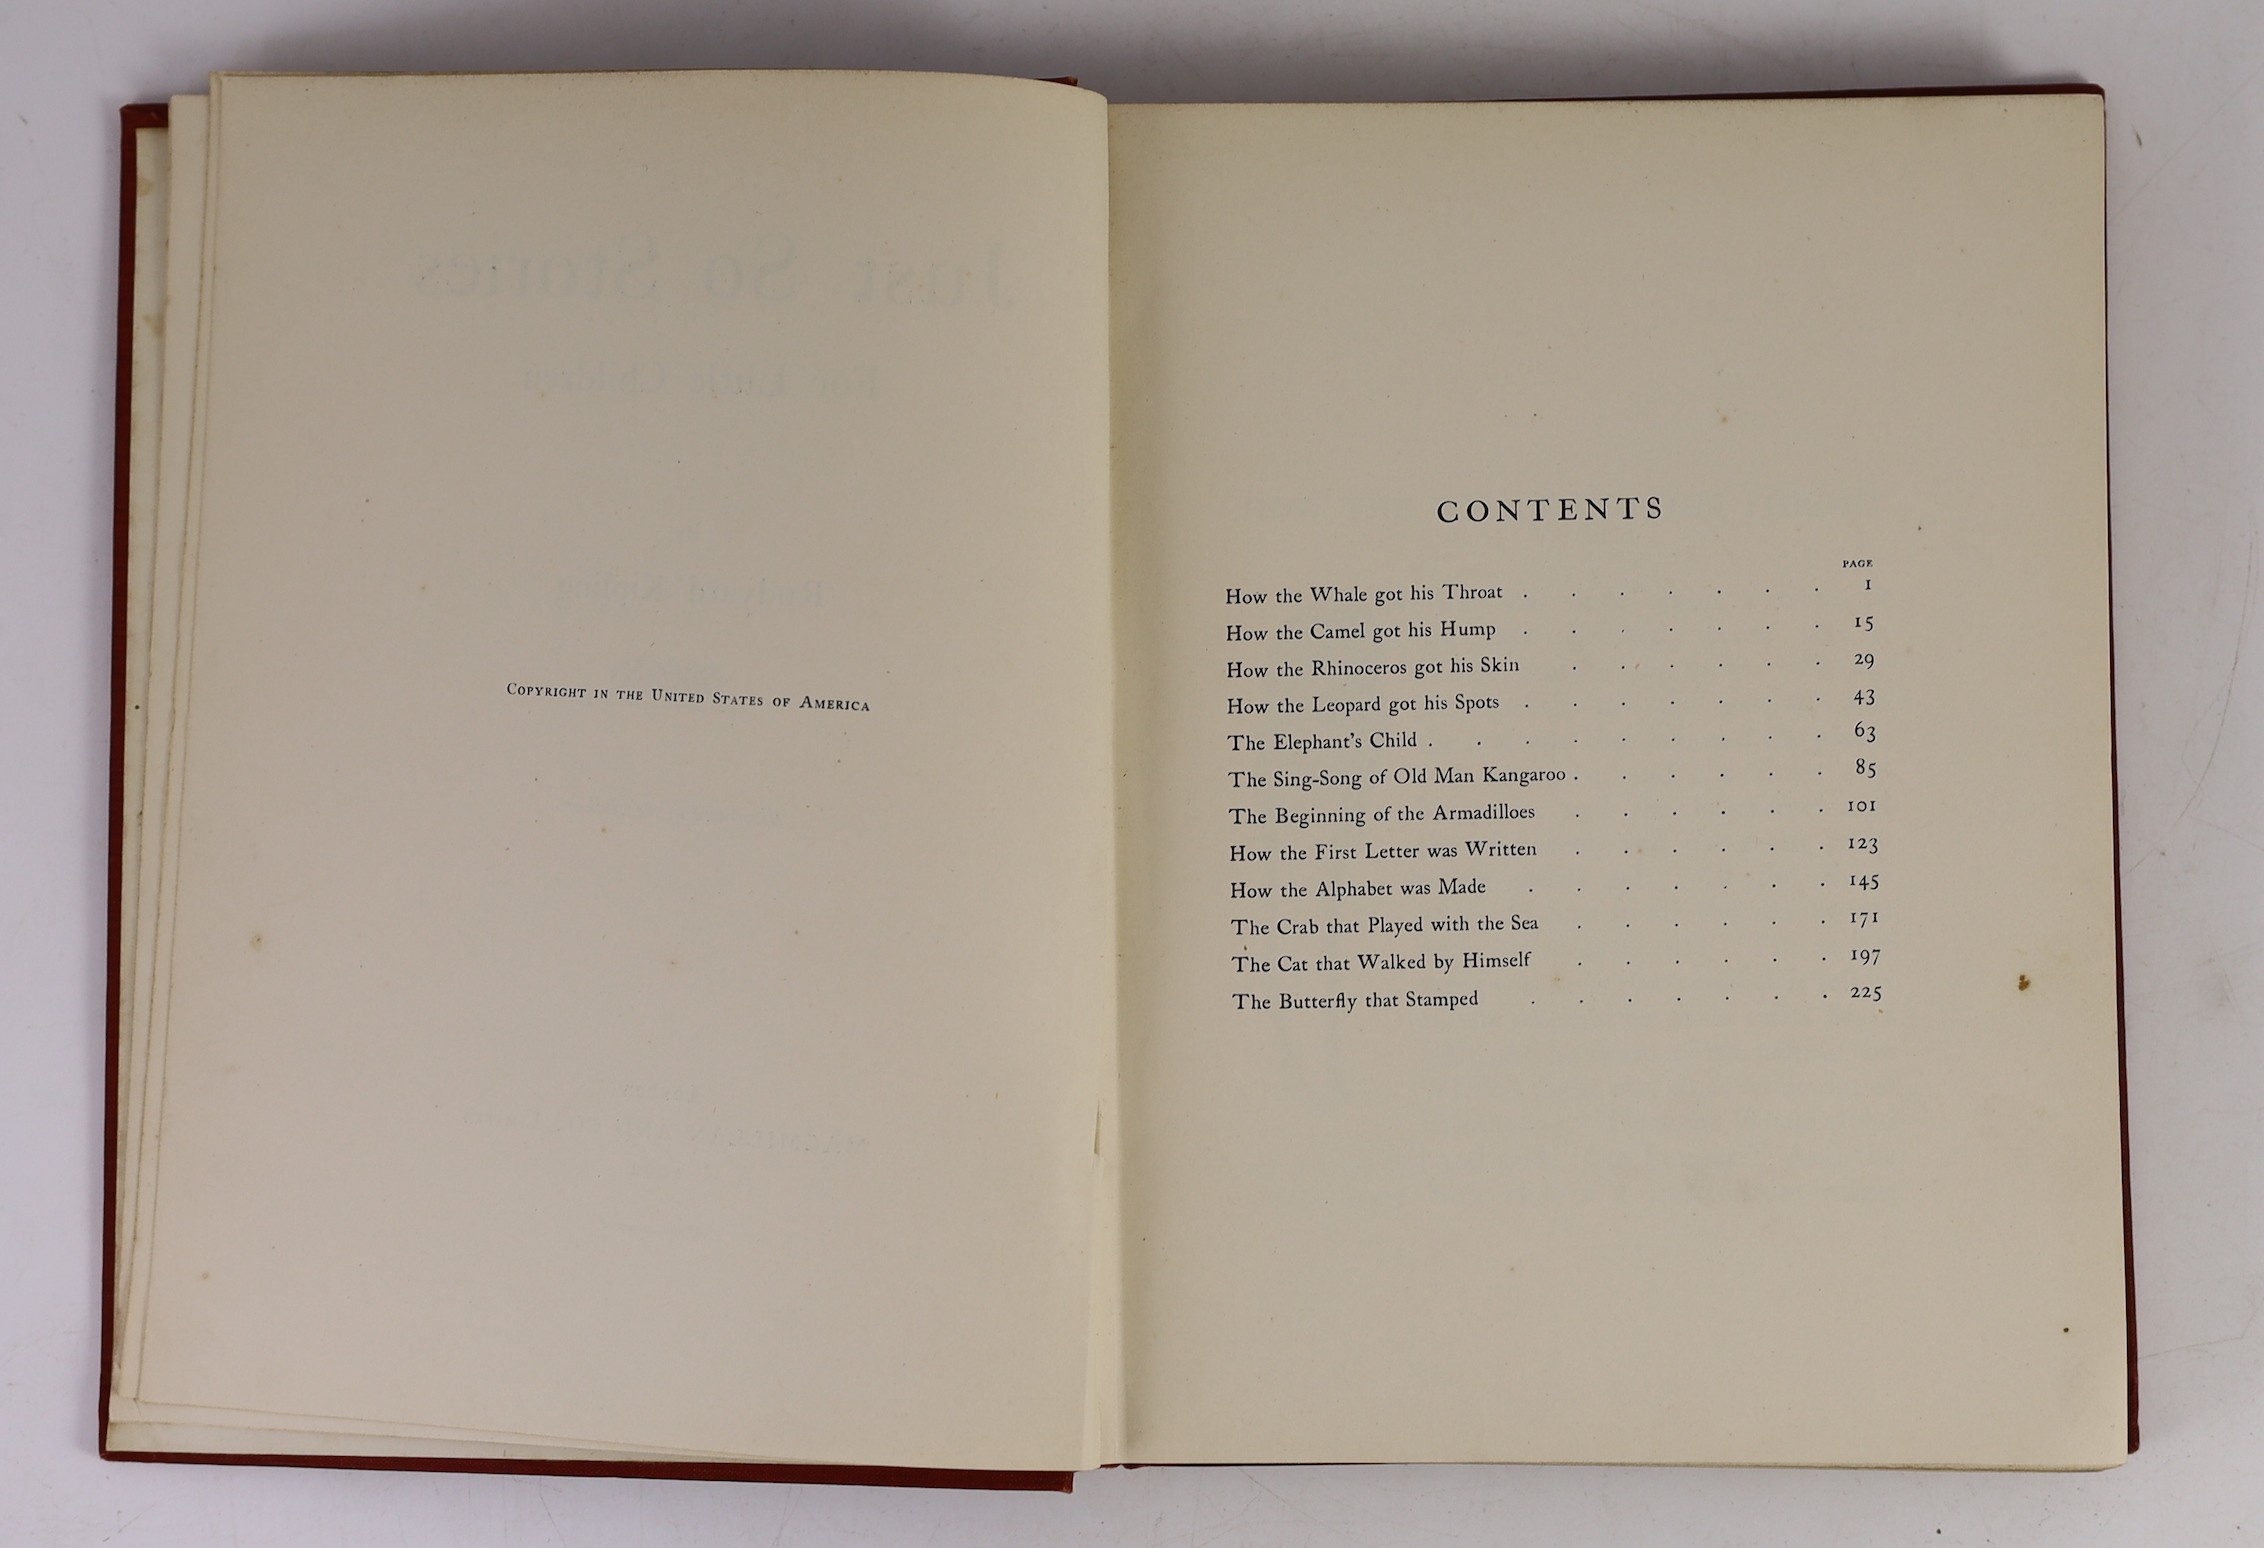 COPYRIGHT IN THE UNITED STATES OF AMERICA
CONTENTS
PAGE
How the Whale got his Throat . . . . . . . 1
How the Camel got his Hump . . . . . . . 15
How the Rhinoceros got his Skin . . . . . . 29
How the Leopard got his Spots . . . . . . . 43
The Elephant's Child . . . . . . . . . 63
The Sing-Song of Old Man Kangaroo . . . . . . 85
The Beginning of the Armadilloes . . . . . . 101
How the First Letter was Written . . . . . . 123
How the Alphabet was Made . . . . . . . 145
The Crab that Played with the Sea . . . . . . 171
The Cat that Walked by Himself . . . . . . 197
The Butterfly that Stamped . . . . . . . 225